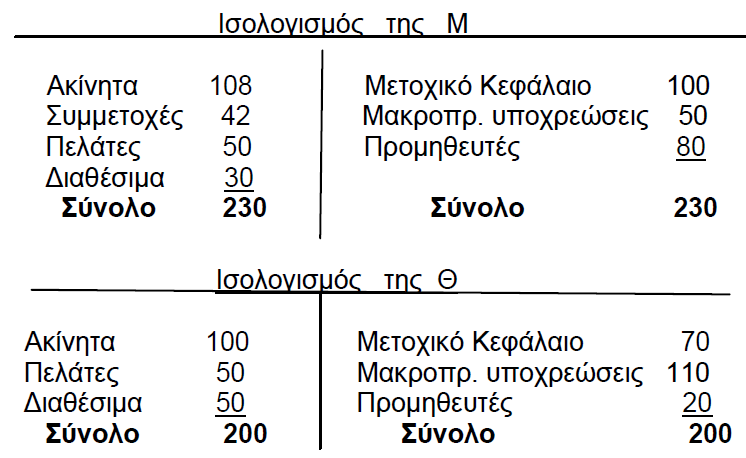 Ισολογισμός της Μ
Ακίνητα 108 Μετοχικό Κεφάλαιο 100
Συμμετοχές 42 Μακροπρ. υποχρεώσεις 50
Πελάτες 50 Προμηθευτές 80
Διαθέσιμα 30
Σύνολο 230 Σύνολο 230
Ισολογισμός της Θ
Ακίνητα 100 Μετοχικό Κεφάλαιο 70
Πελάτες 50 Μακροπρ. υποχρεώσεις 110
Διαθέσιμα 50 Προμηθευτές 20
Σύνολο 200 Σύνολο 200